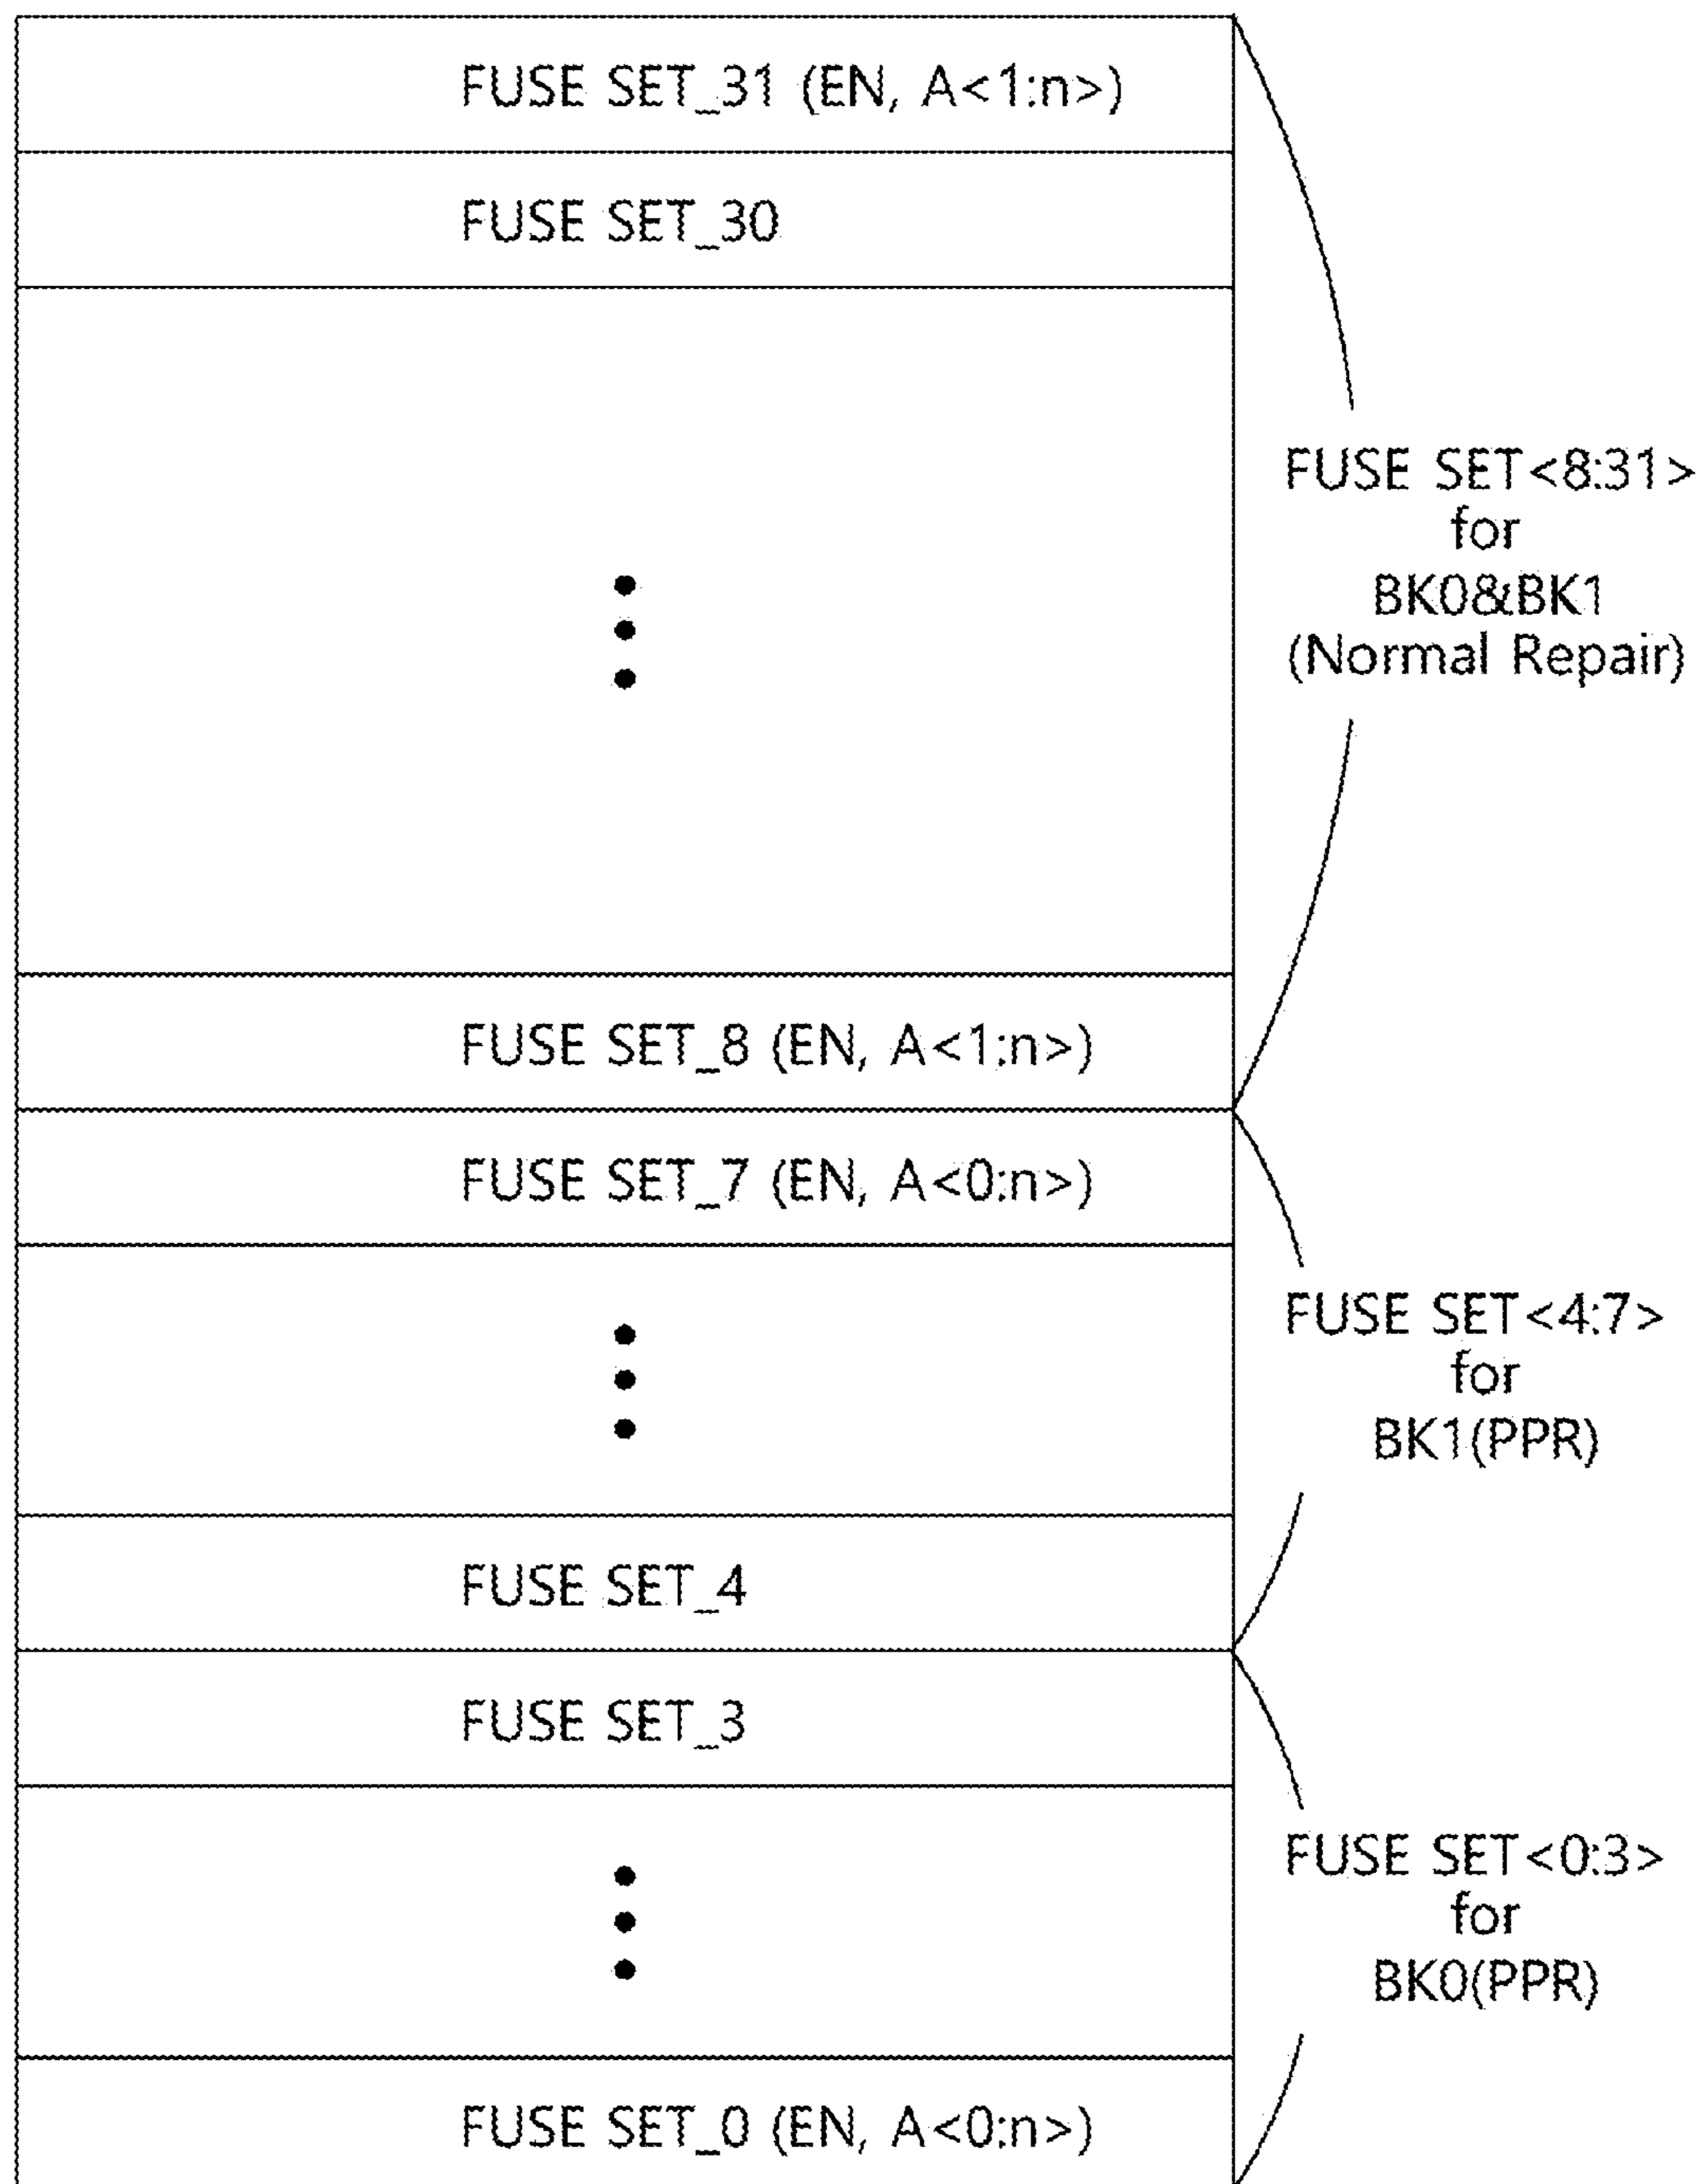 FUSE SET_31 (EN, A<1:n>)
FUSE SET_30
FUSE SET<8:31>
for
BK0&BK1
(Normal Repair)
FUSE SET_8 (EN, A<1:n>)
FUSE SET_7 (EN, A<0:n>)
FUSE SET<4:7>
for
BK1(PPR)
FUSE SET_4
FUSE SET_3
FUSE SET<0:3>
for
BK0(PPR)
FUSE SET_0 (EN, A<0:n>)